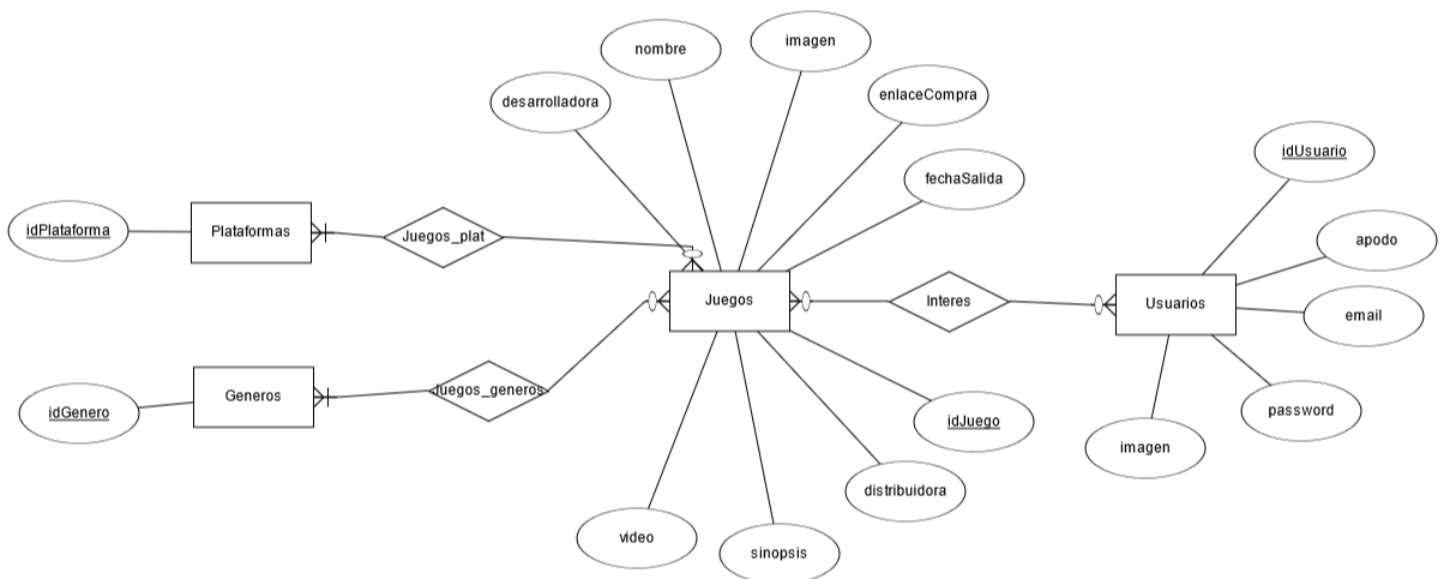 imagen
nombre
enlaceCompra
desarrolladora
idUsuario
fechaSalida
idPlataforma
Plataformas
Juegos_plat
apodo
Juegos
Interes
Usuarios
email
Generos
Juegos_generos
idGenero
idJuego
password
imagen
distribuidora
video
sinopsis